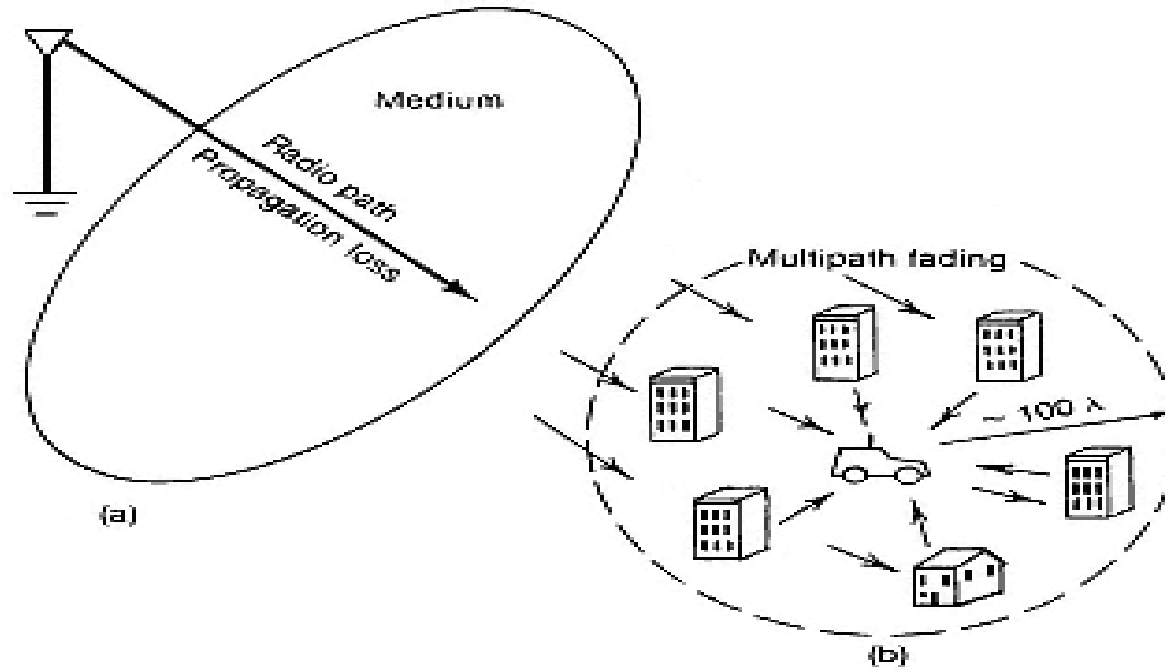 Medium
Radio path
Propagation loss
(a)
Multipath fading
~ 100 λ
(b)